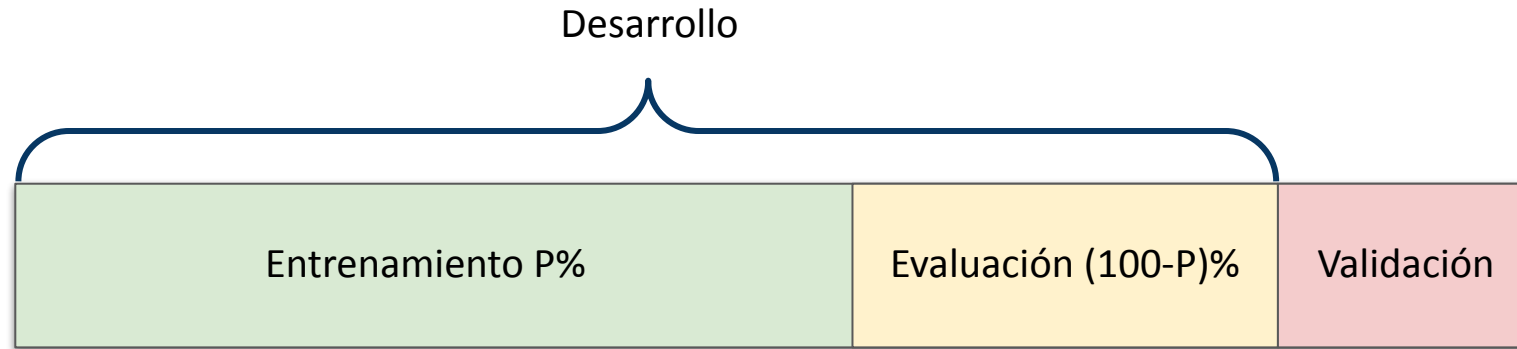 Desarrollo
Entrenamiento P%
Evaluación (100-P)%
Validación